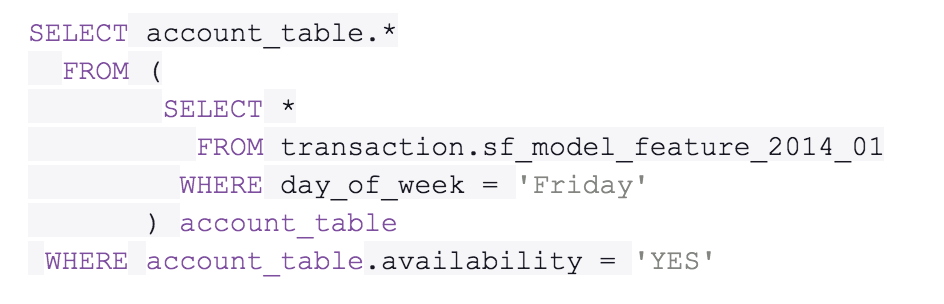 SELECT account_table.*
  FROM (
        SELECT *
          FROM transaction.sf_model_feature_2014_01
         WHERE day_of_week = 'Friday'
       ) account_table
 WHERE account_table.availability = 'YES'